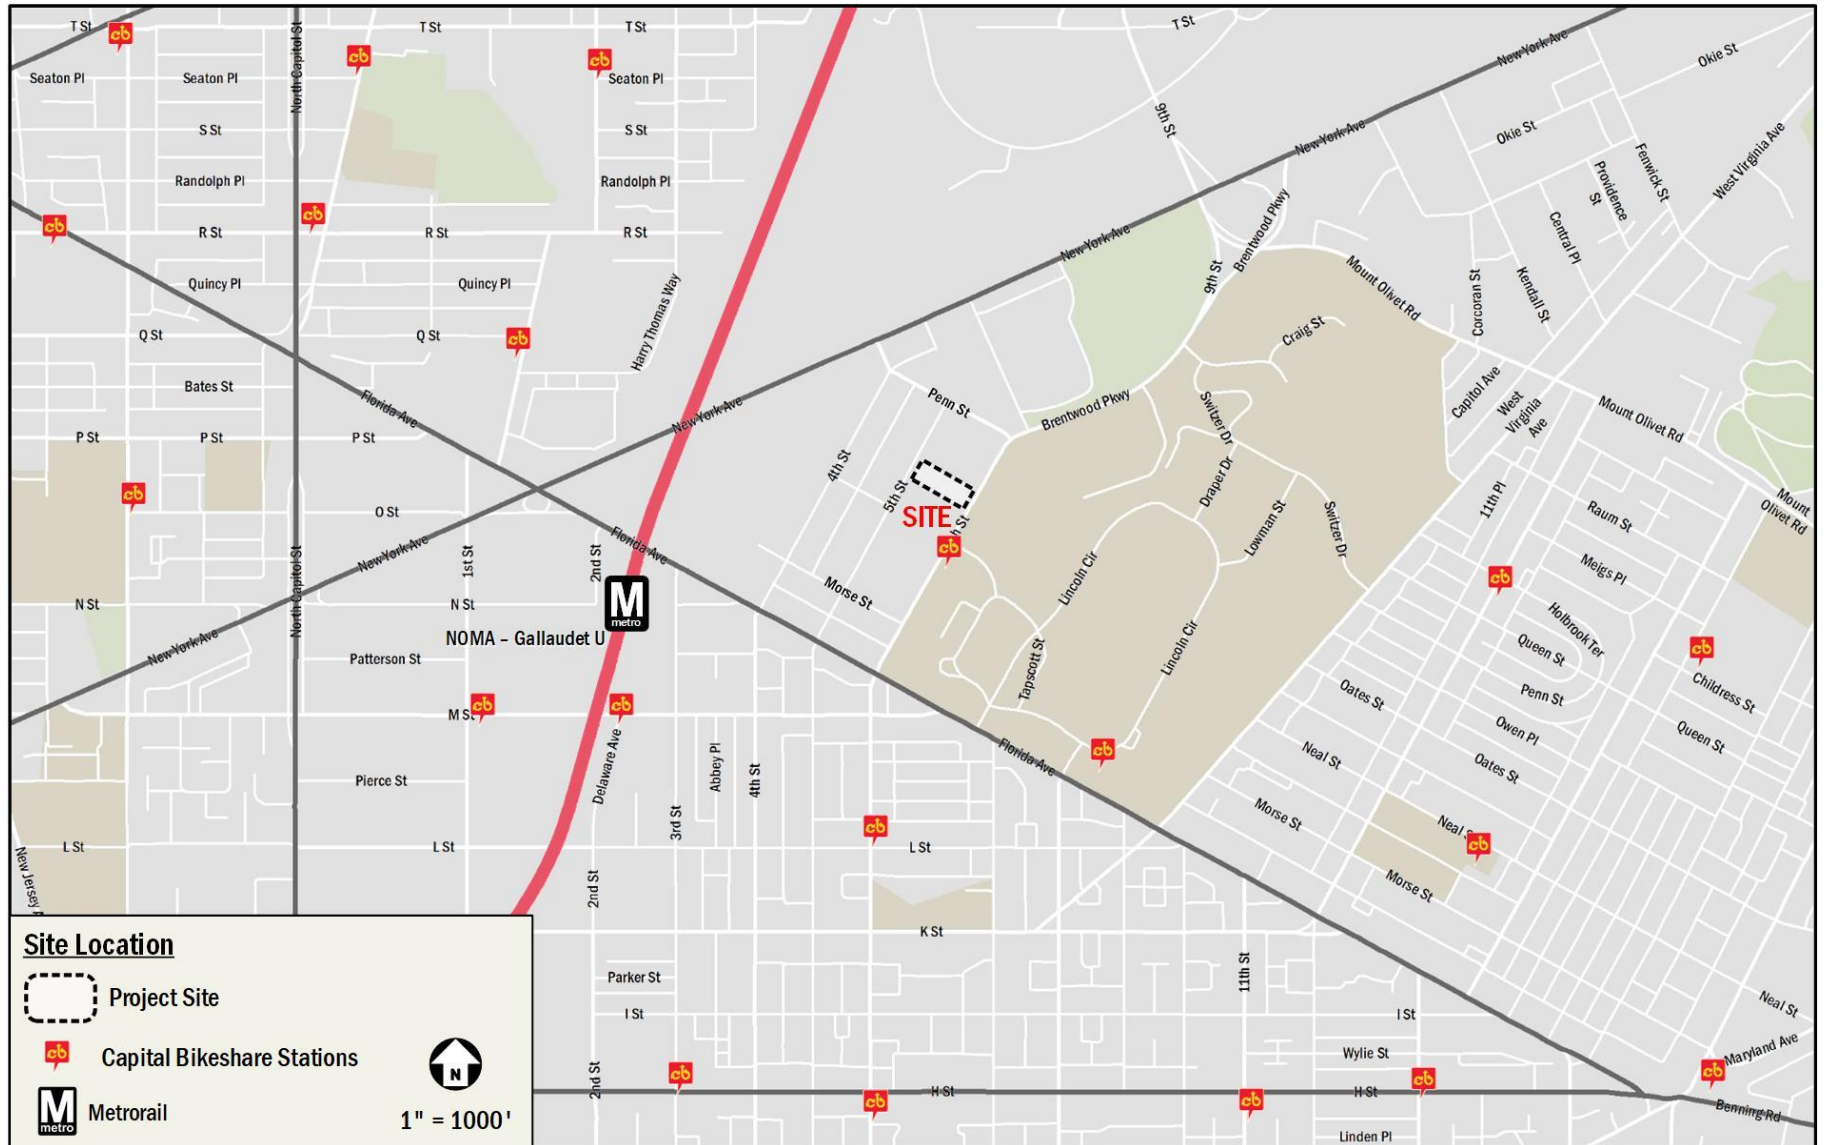 T St
T St
T St
T St
Seaton Pl
Seaton Pl
Seaton Pl
North Capitol St
New York Ave
Okie St
S St
S St
9th St
New York Ave
Okie St
Fenwick St
West Virginia Ave
Randolph Pl
Randolph Pl
Providence
St
Central Pl
R St
R St
R St
New York Ave
Brentwood Pkwy
9th St
Mount Olivet Rd
Corcoran St
Kendall St
Quincy Pl
Quincy Pl
Harry Thomas Way
Q St
Q St
Craig St
Bates St
Florida Ave
New York Ave
Penn St
Brentwood Pkwy
Switzer Dr
Capitol Ave
West
Virginia
Ave
Mount Olivet Rd
P St
P St
P St
4th St
5th St
Draper Dr
11th Pl
Mount
Olivet Rd
O St
SITE
h St
Lowman St
Switzer Dr
Raum St
New York Ave
1st St
2nd St
Florida Ave
North Capitol St
Lincoln Cir
Meigs Pl
N St
N St
M
metro
Morse St
Holbrook Ter
NOMA – Gallaudet U
New York Ave
Patterson St
Tapscott St
Lincoln Cir
Queen St
Oates St
Penn St
Childress St
M St
Owen Pl
Queen St
Florida Ave
Neal St
Oates St
Pierce St
Delaware Ave
Abbey Pl
4th St
3rd St
Morse St
Neal S
L St
L St
L St
New Jersey A
2nd St
Morse St
K St
Site Location
Project Site
cb Capital Bikeshare Stations
M
metro
Metrorail
N
1" = 1000'
Parker St
11th St
I St
I St
Neal St
Wylie St
Maryland Ave
2nd St
H St
H St
Benning Rd
Linden Pl